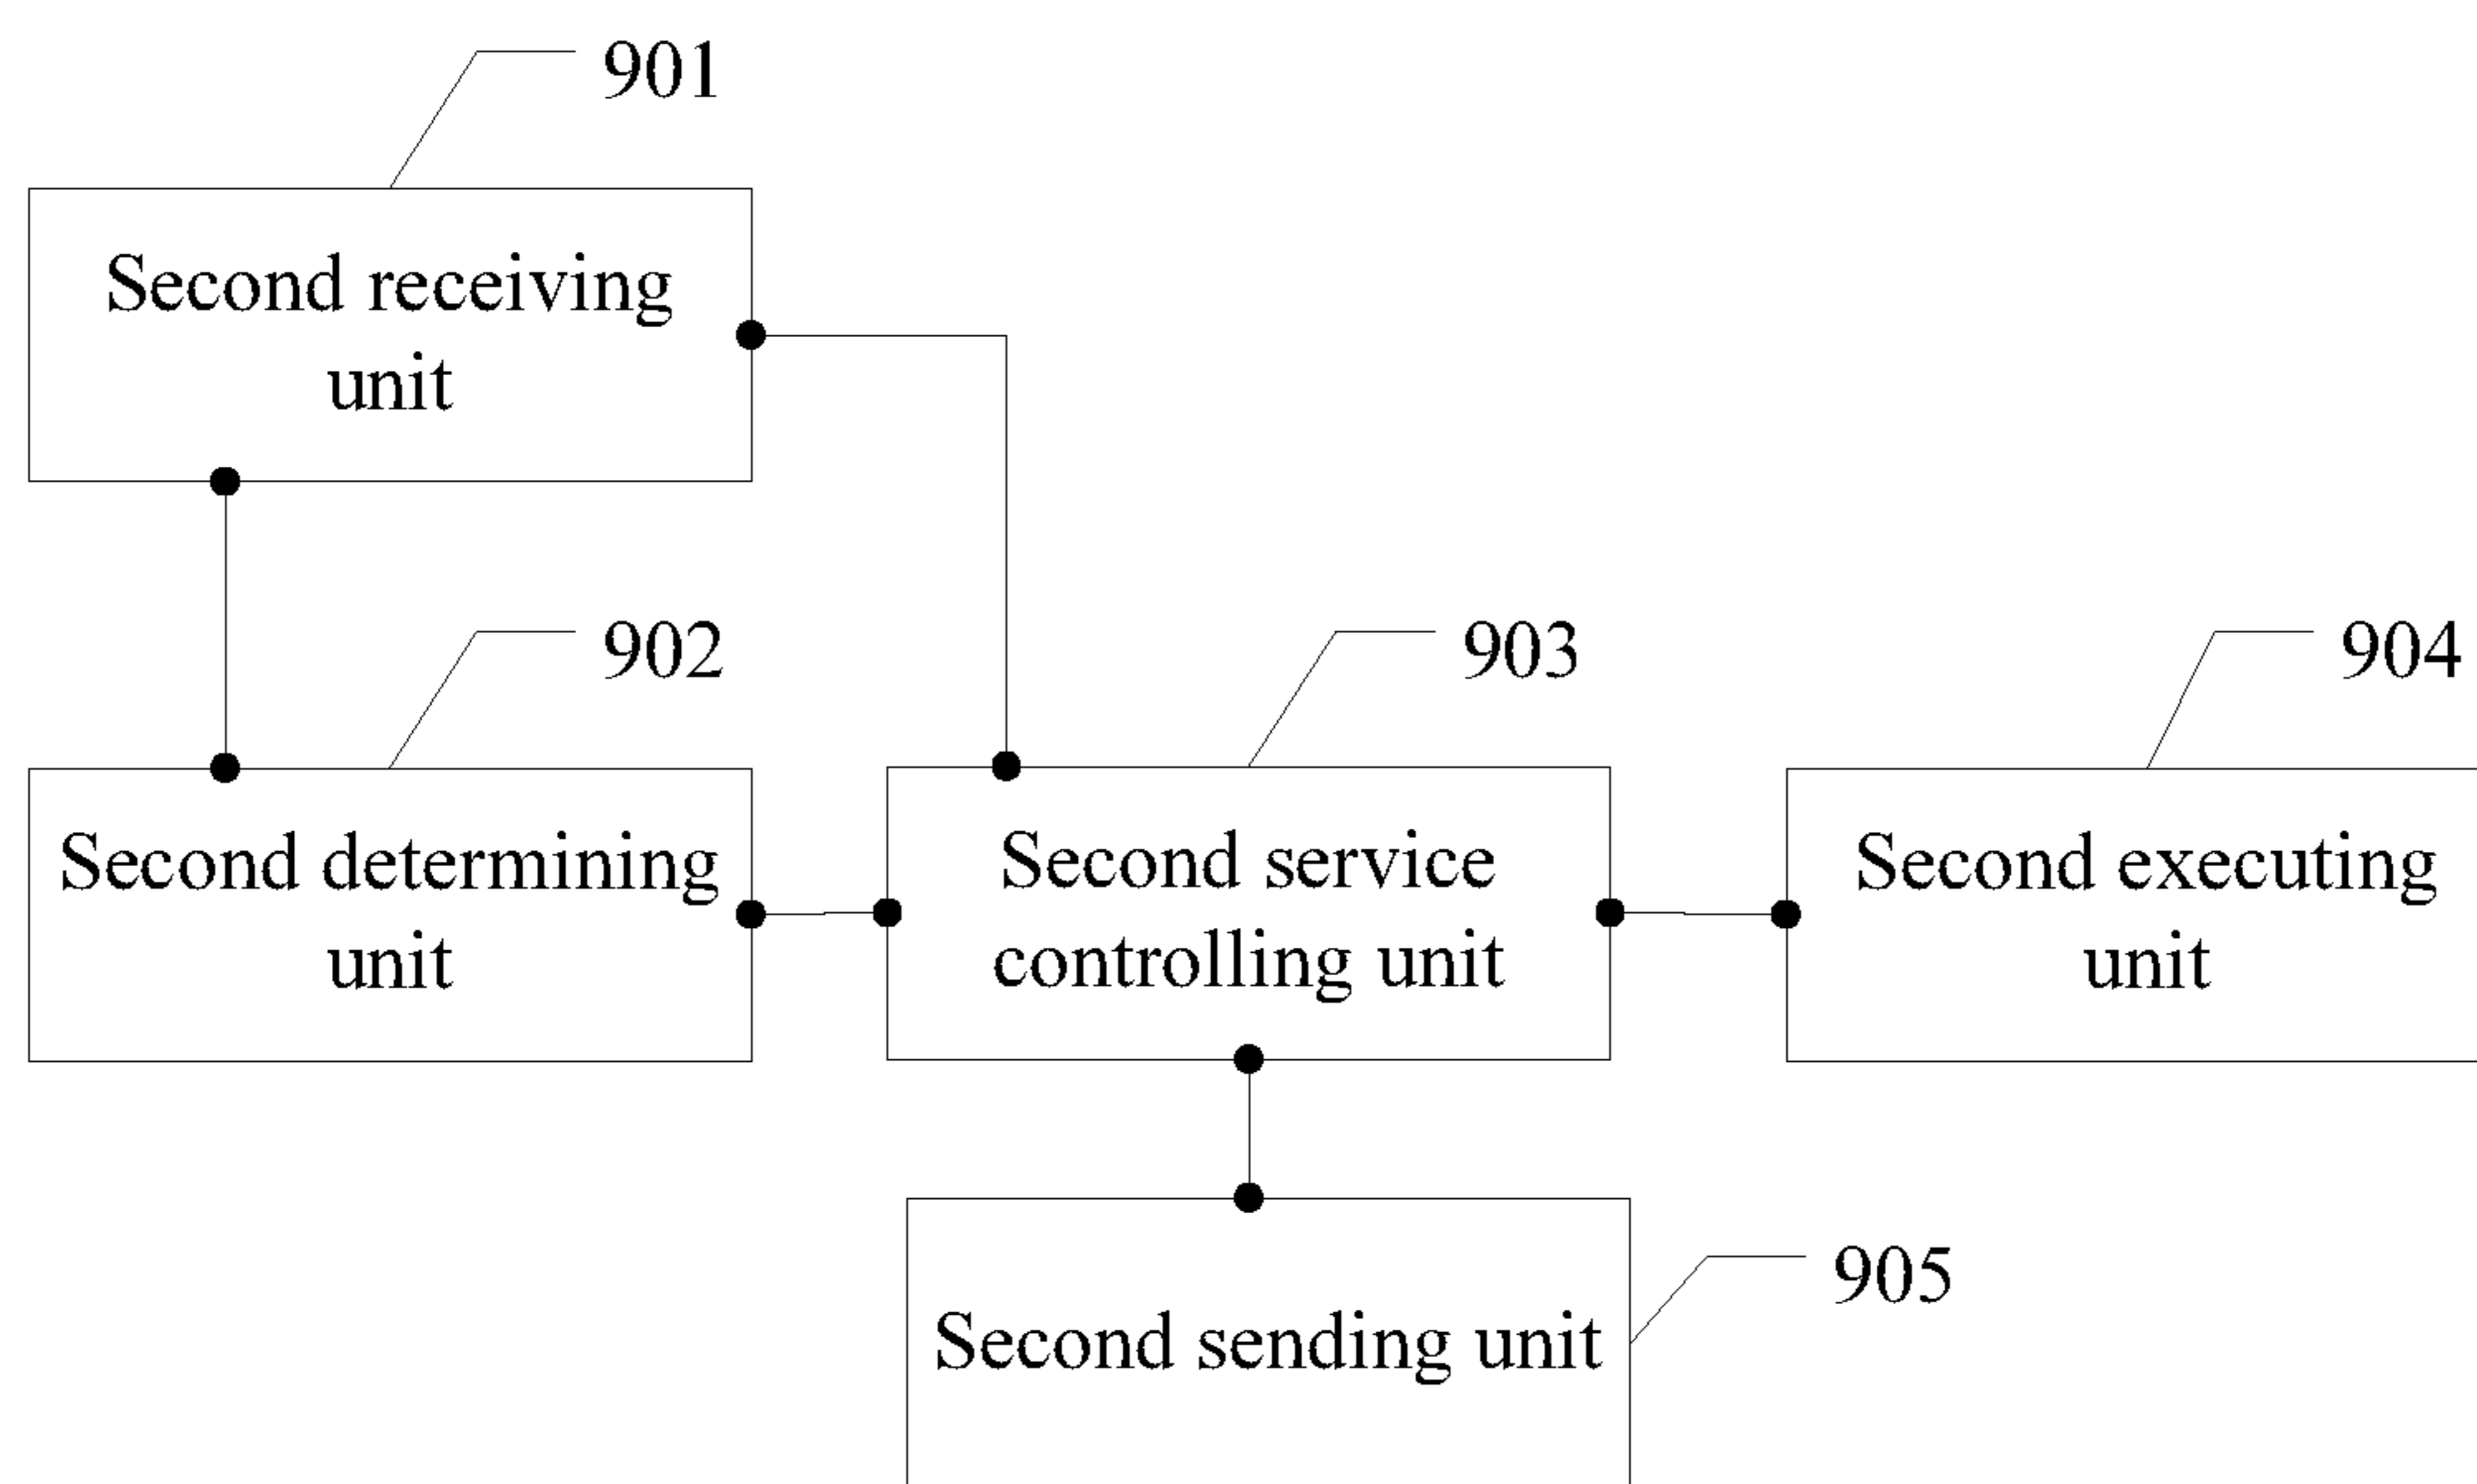 901
Second receiving
unit
902
903
904
Second determining
unit
Second service
controlling unit
Second executing
unit
905
Second sending unit